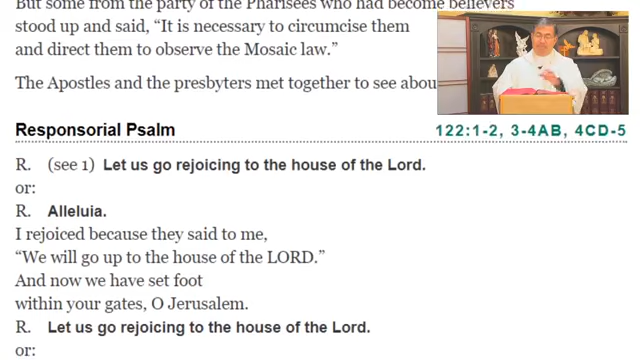 But some from the party of the Pharisees who had become believers
stood up and said, “It is necessary to circumcise them
and direct them to observe the Mosaic law.”
The Apostles and the presbyters met together to see abou
Responsorial Psalm 122:1-2, 3-4AB, 4CD-5
R. (see 1) Let us go rejoicing to the house of the Lord.
or:
R. Alleluia.
I rejoiced because they said to me,
“We will go up to the house of the LORD.”
And now we have set foot
within your gates, O Jerusalem.
R. Let us go rejoicing to the house of the Lord.
or: